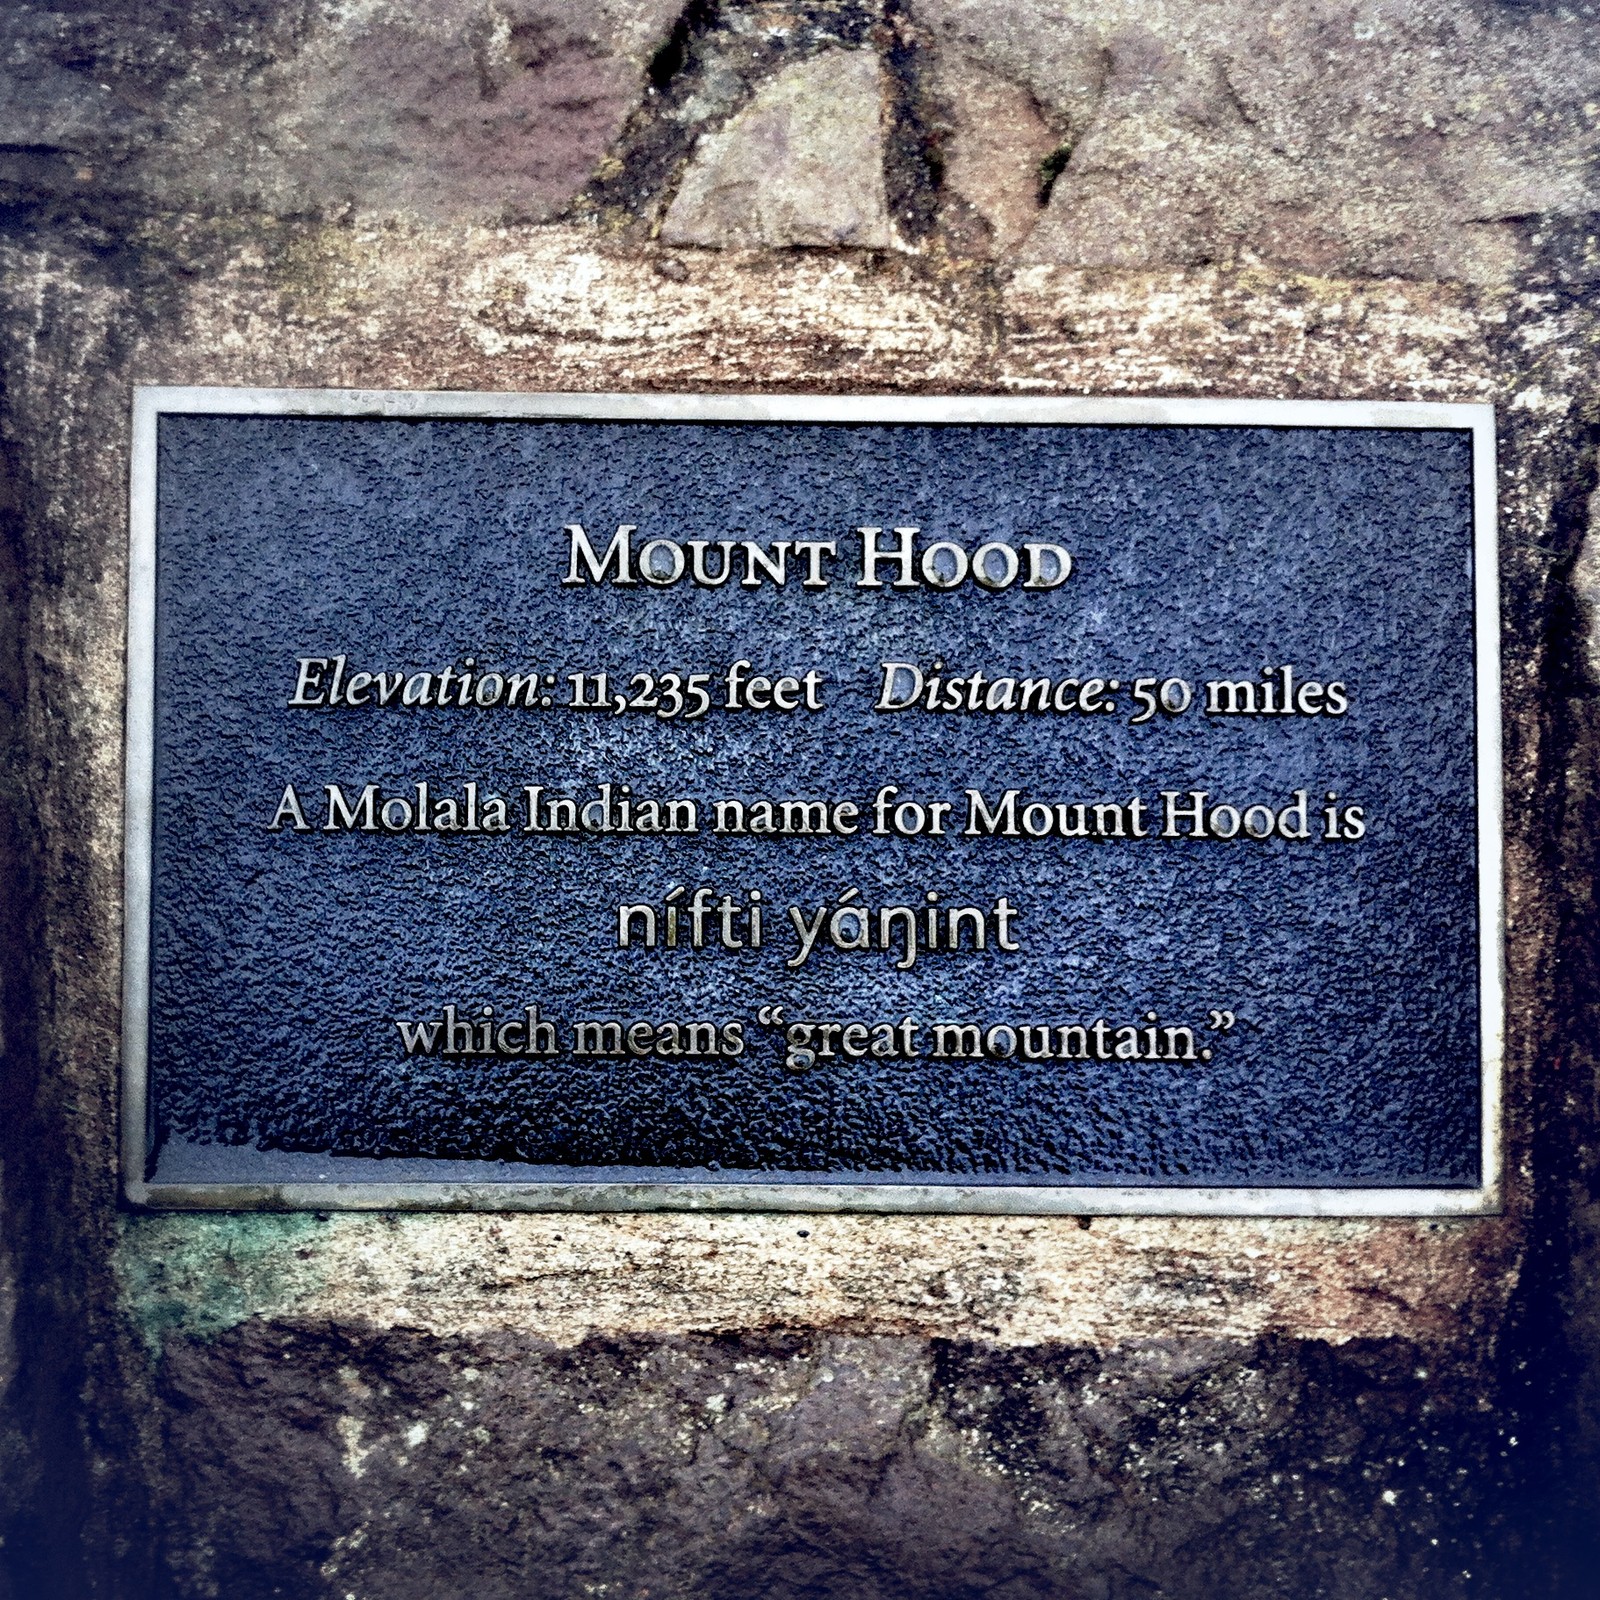 Mount Hood
Elevation: 11,235 feet Distance: 50 miles
A Molala Indian name for Mount Hood is
nífti yáŋint
which means “great mountain.”